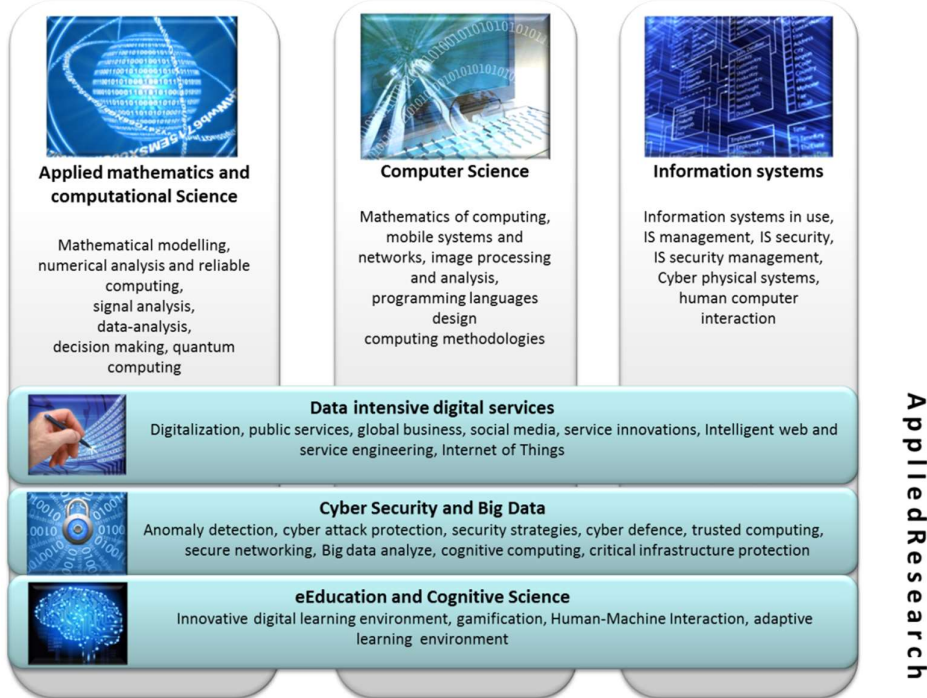 Applied mathematics and
computational Science
Mathematical modelling,
numerical analysis and reliable
computing,
signal analysis,
data-analysis,
decision making, quantum
computing
Computer Science
Mathematics of computing,
mobile systems and
networks, image processing
and analysis,
programming languages
design
computing methodologies
Information systems
Information systems in use,
IS management, IS security,
IS security management,
Cyber physical systems,
human computer
interaction
Data intensive digital services
Digitalization, public services, global business, social media, service innovations, Intelligent web and
service engineering, Internet of Things
Cyber Security and Big Data
Anomaly detection, cyber attack protection, security strategies, cyber defence, trusted computing,
secure networking, Big data analyze, cognitive computing, critical infrastructure protection
eEducation and Cognitive Science
Innovative digital learning environment, gamification, Human-Machine Interaction, adaptive
learning environment
AppliedResearch